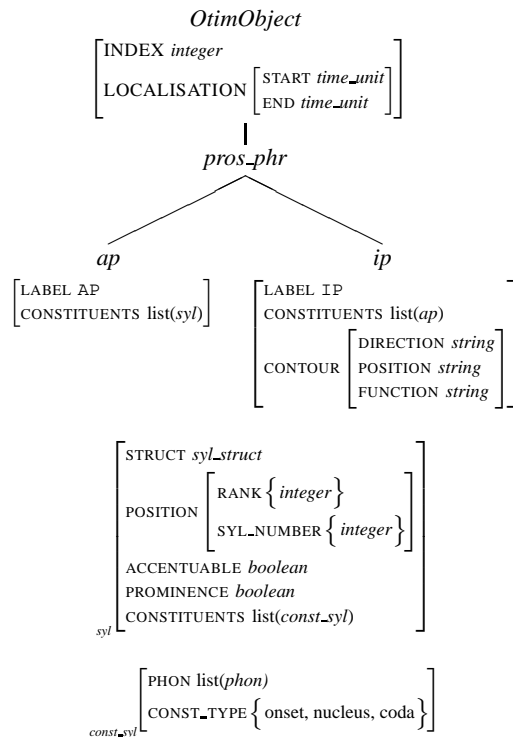 OtimObject
INDEX integer
LOCALISATION
START time_unit
END time_unit
pros_phr
ap
LABEL AP
CONSTITUENTS list(syl)
ip
LABEL IP
CONSTITUENTS list(ap)
CONTOUR
DIRECTION string
POSITION string
FUNCTION string
STRUCT syl_struct
POSITION
RANK { integer }
SYL_NUMBER { integer }
ACCENTUABLE boolean
PROMINENCE boolean
CONSTITUENTS list(const_syl)
syl
PHON list(phon)
CONST_TYPE { onset, nucleus, coda }
const_syl